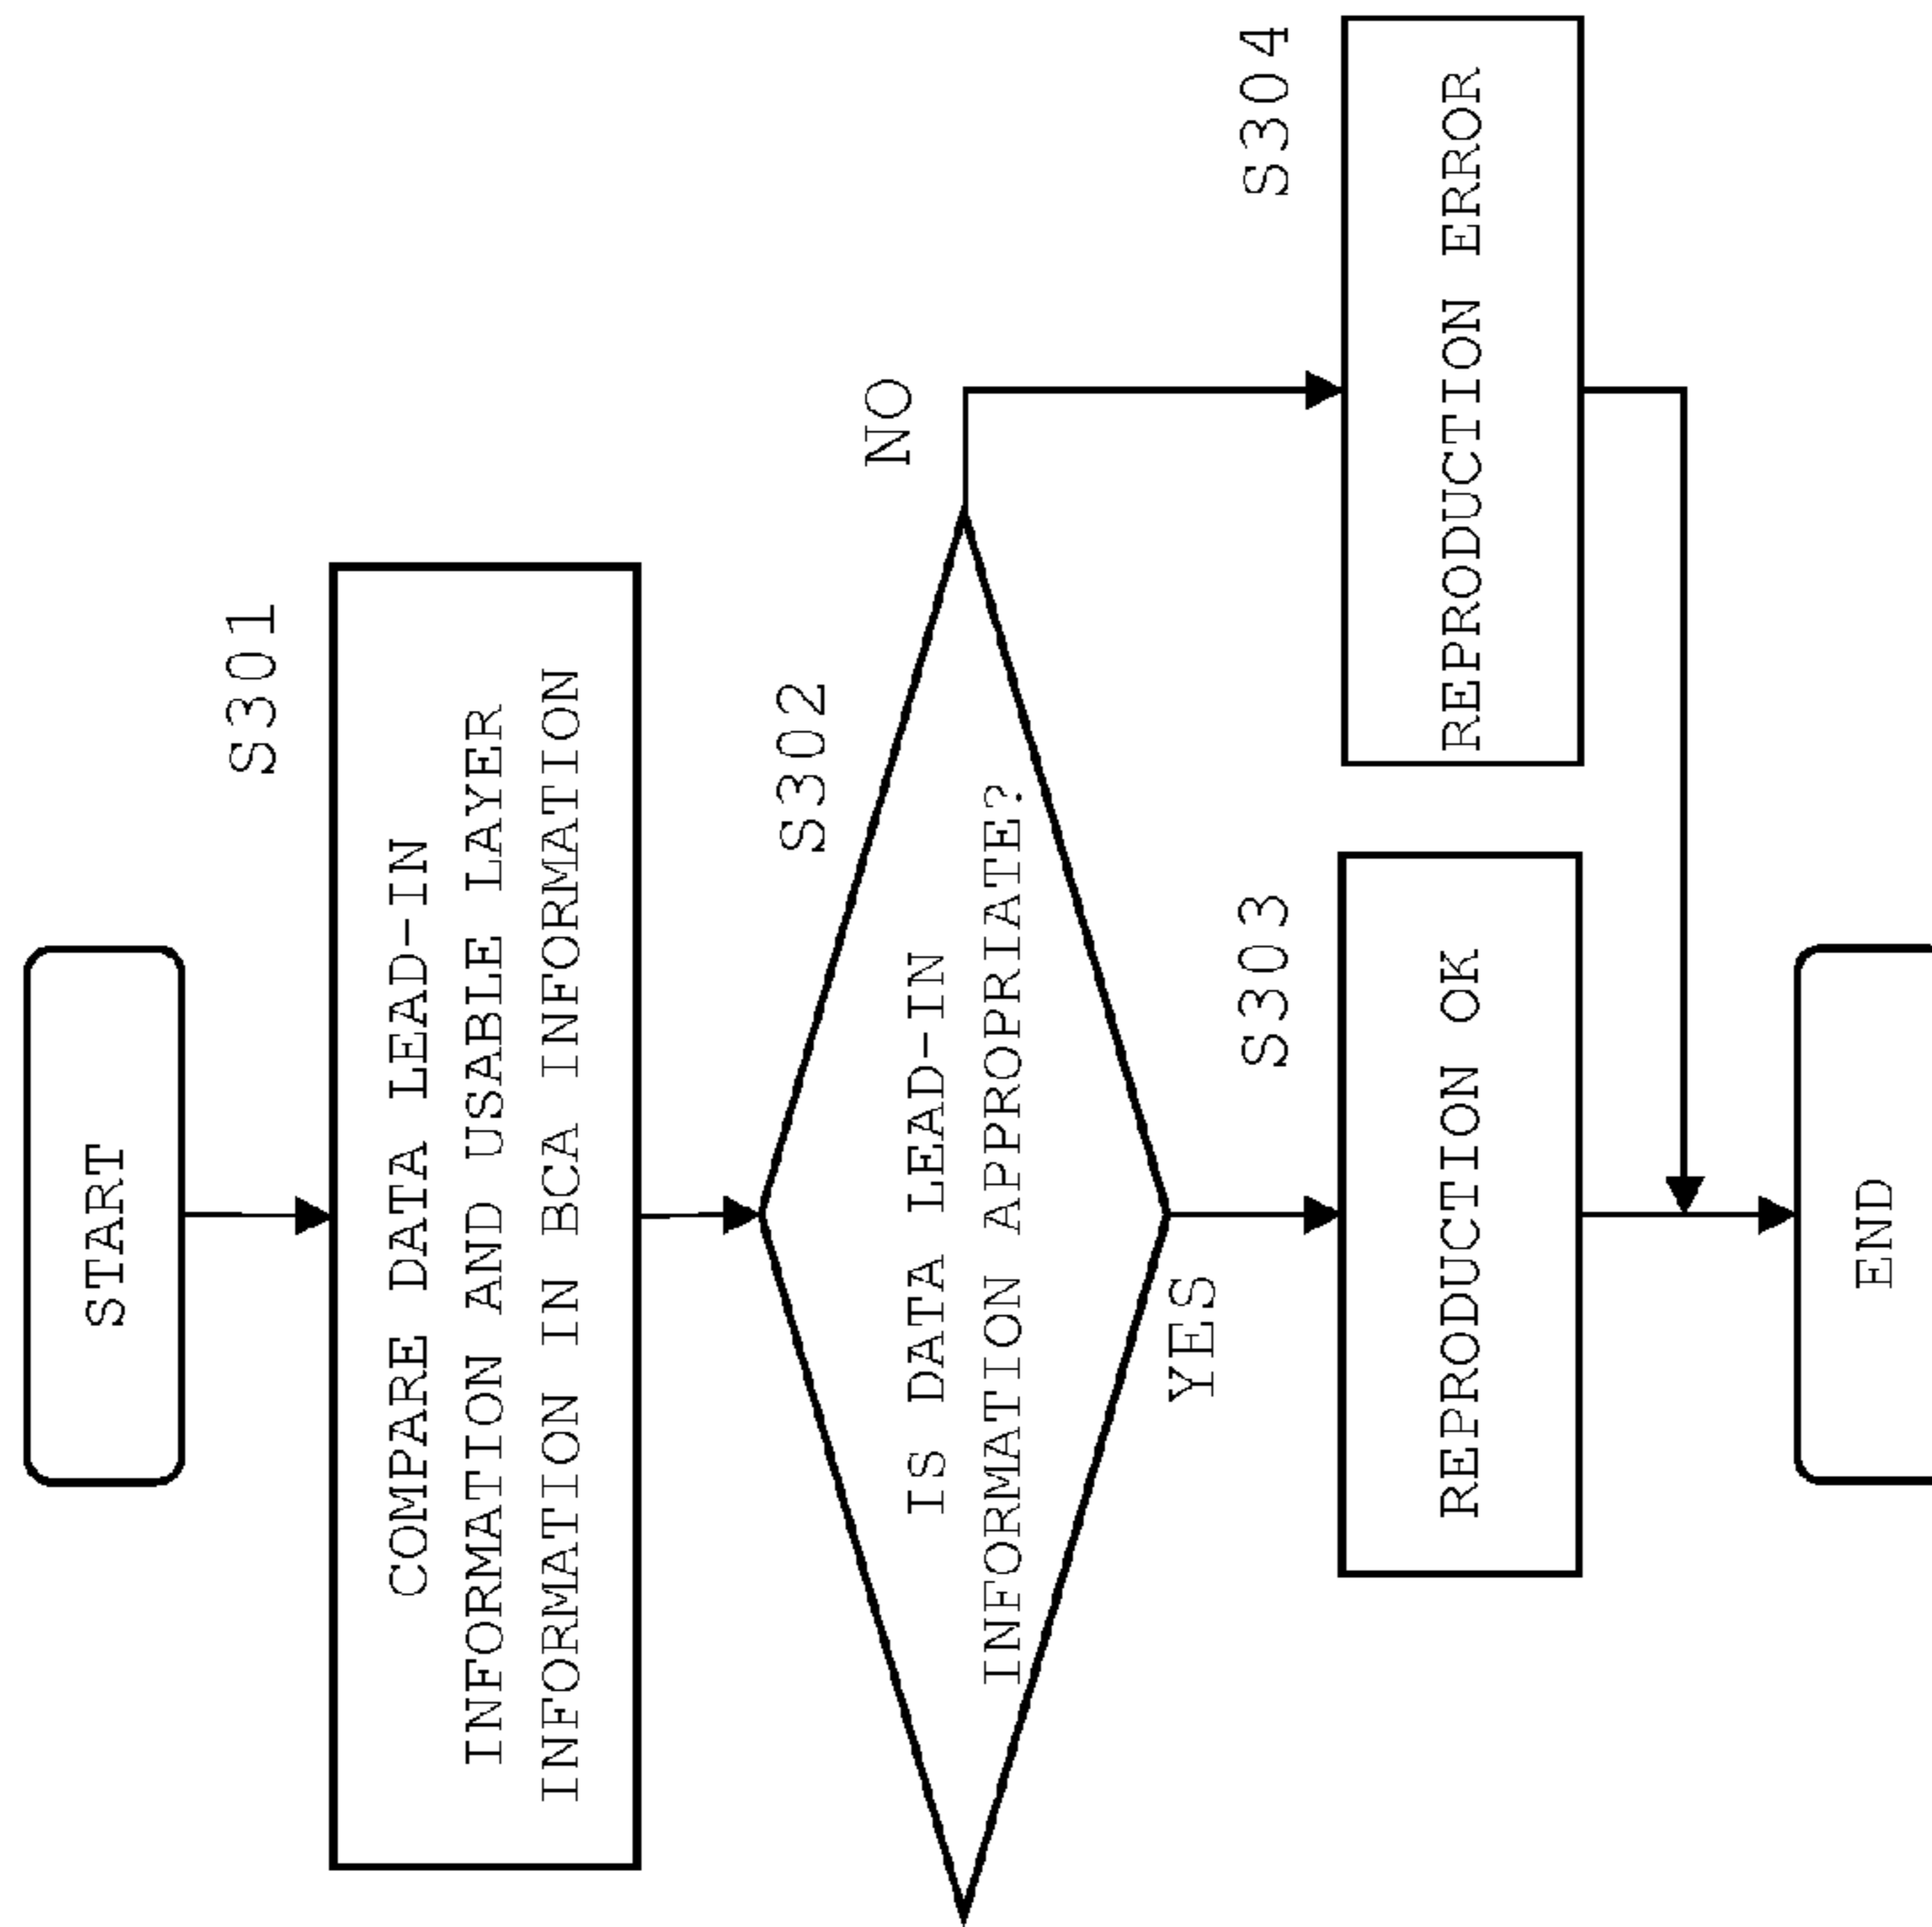 START
S301
COMPARE DATA LEAD-IN
INFORMATION AND USABLE LAYER
INFORMATION IN BCA INFORMATION
S302
IS DATA LEAD-IN
INFORMATION APPROPRIATE?
NO
YES
S303
REPRODUCTION OK
S304
REPRODUCTION ERROR
END